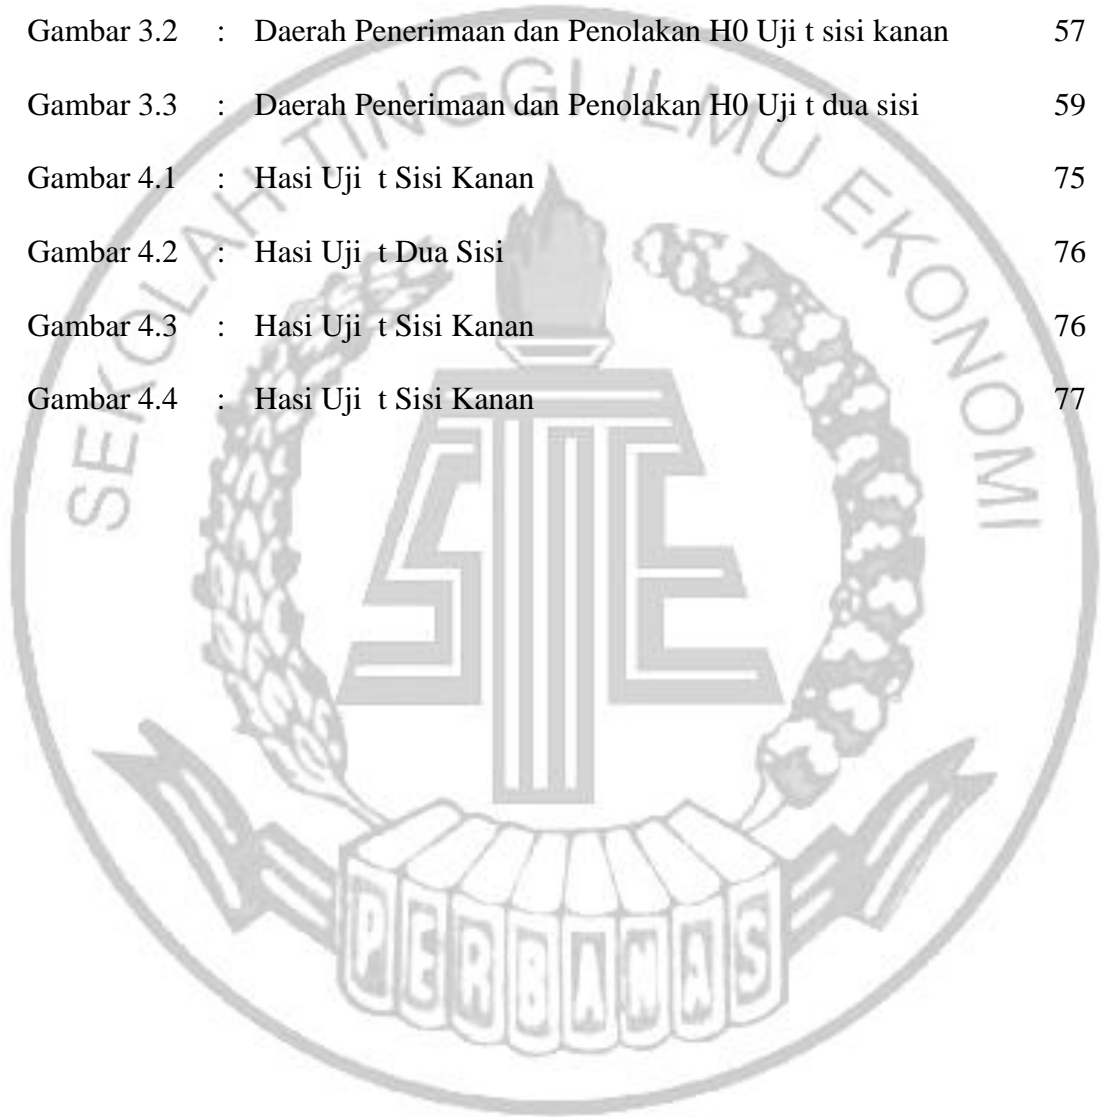 Gambar 3.2 : Daerah Penerimaan dan Penolakan H0 Uji t sisi kanan 57
Gambar 3.3 : Daerah Penerimaan dan Penolakan H0 Uji t dua sisi 59
Gambar 4.1 : Hasi Uji t Sisi Kanan 75
Gambar 4.2 : Hasi Uji t Dua Sisi 76
Gambar 4.3 : Hasi Uji t Sisi Kanan 76
Gambar 4.4 : Hasi Uji t Sisi Kanan 77
SEKOLAH TINGGI ILMU EKONOMI
STIE
PERBANAS